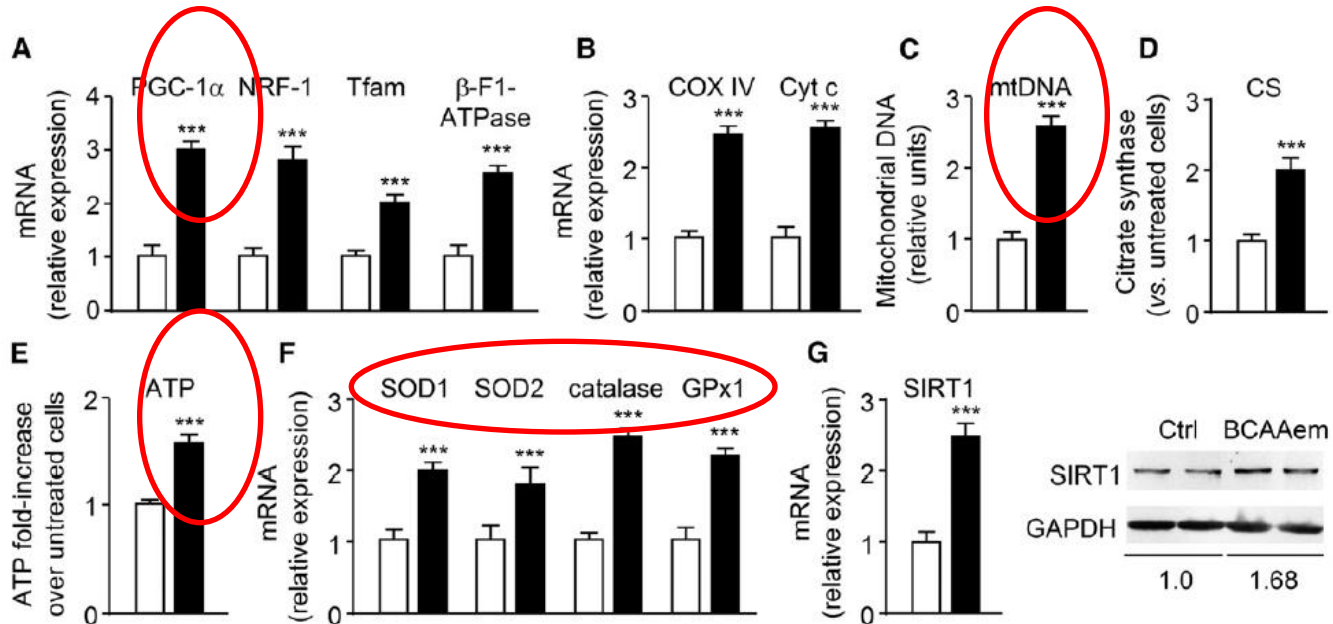 A
PGC-1α NRF-1 Tfam β-F1-
ATPase
mRNA
(relative expression)
4
3
2
1
0
*** *** *** ***
B
COX IV Cyt c
mRNA
(relative expression)
3
2
1
0
*** ***
C
mtDNA
Mitochondrial DNA
(relative units)
3
2
1
0
***
D
CS
Citrate synthase
(vs. untreated cells)
3
2
1
0
***
E
ATP
ATP fold-increase
over untreated cells
2
1
0
***
F
SOD1 SOD2 catalase GPx1
mRNA
(relative expression)
3
2
1
0
*** *** *** ***
G
SIRT1
mRNA
(relative expression)
3
2
1
0
***
Ctrl BCAAem
SIRT1
GAPDH
1.0 1.68